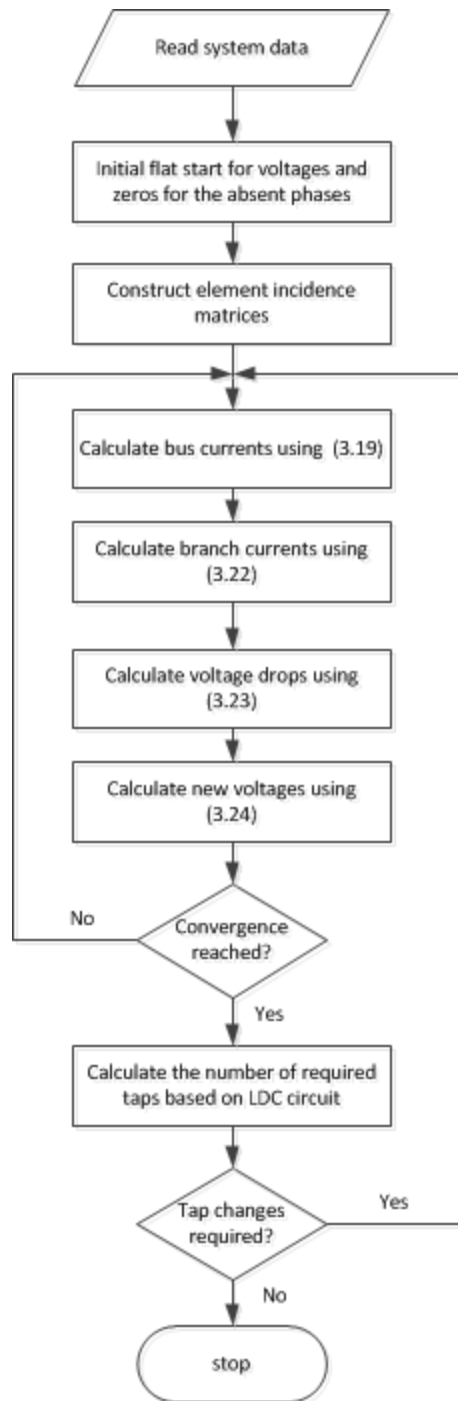 Read system data
Initial flat start for voltages and
zeros for the absent phases
Construct element incidence
matrices
Calculate bus currents using (3.19)
Calculate branch currents using
(3.22)
Calculate voltage drops using
(3.23)
Calculate new voltages using
(3.24)
No
Convergence
reached?
Yes
Calculate the number of required
taps based on LDC circuit
Tap changes
required?
Yes
No
stop